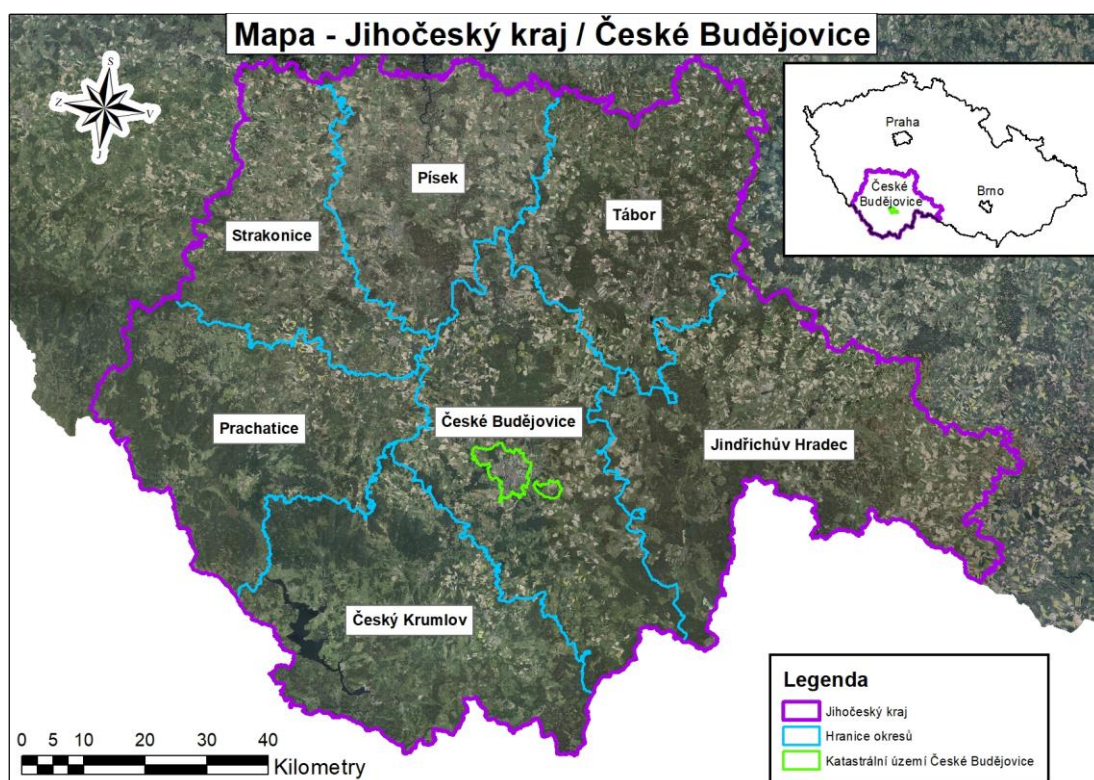 Mapa - Jihočeský kraj / České Budějovice
S
Z
V
J
Praha
České
Budějovice
Brno
Písek
Tábor
Strakonice
Prachatice
České Budějovice
Jindřichův Hradec
Český Krumlov
Legenda
Jihočeský kraj
Hranice okresů
Katastrální území České Budějovice
0 5 10 20 30 40
Kilometry